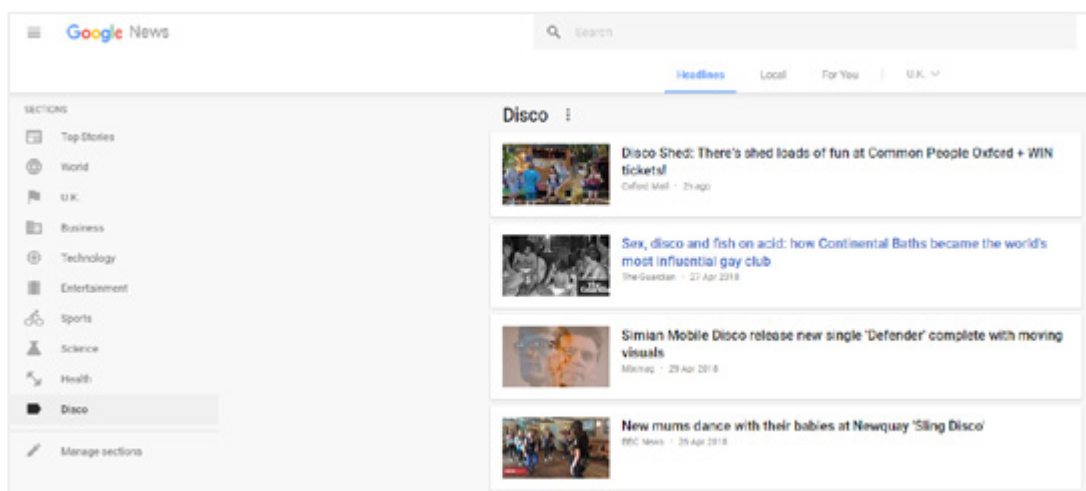 Google News
Search
Headlines Local For You U.K.
SECTIONS
Top Stories
World
U.K.
Business
Technology
Entertainment
Sports
Science
Health
Disco
Manage sections
Disco
Disco Shed: There's shed loads of fun at Common People Oxford + WIN
tickets!
Oxford Mail · ago
Sex, disco and fish on acid: how Continental Baths became the world's
most influential gay club
The Guardian · 27 Apr 2018
Simian Mobile Disco release new single 'Defender' complete with moving
visuals
Mixmag · 29 Apr 2018
New mums dance with their babies at Newquay 'Sling Disco'
BBC News · Apr 2018